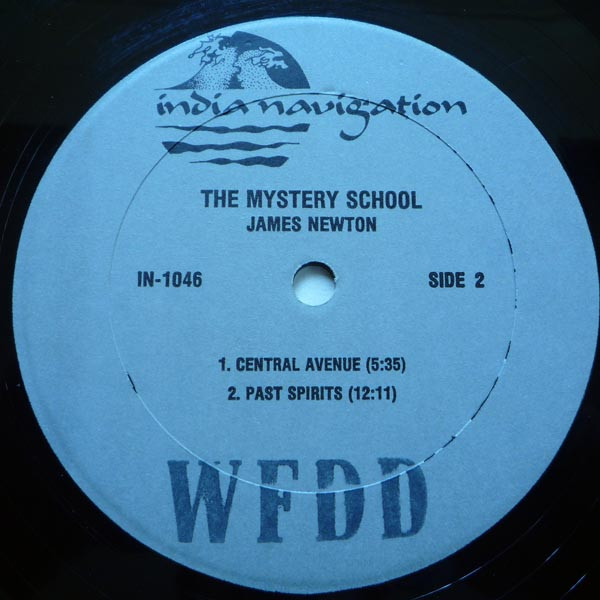 india navigation
THE MYSTERY SCHOOL
JAMES NEWTON
IN-1046
SIDE 2
1. CENTRAL AVENUE (5:35)
2. PAST SPIRITS (12:11)
WFDD